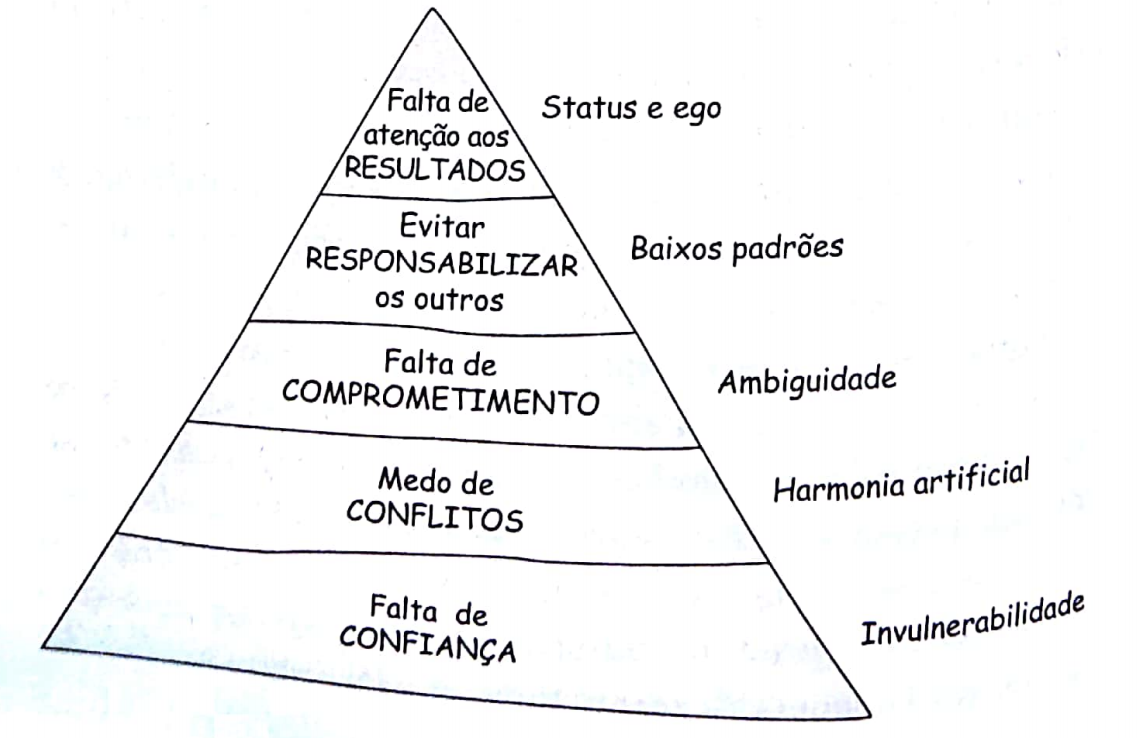 Falta de
atenção aos
RESULTADOS
Status e ego
Evitar
RESPONSABILIZAR
os outros
Baixos padrões
Falta de
COMPROMETIMENTO
Ambiguidade
Medo de
CONFLITOS
Harmonia artificial
Falta de
CONFIANÇA
Invulnerabilidade